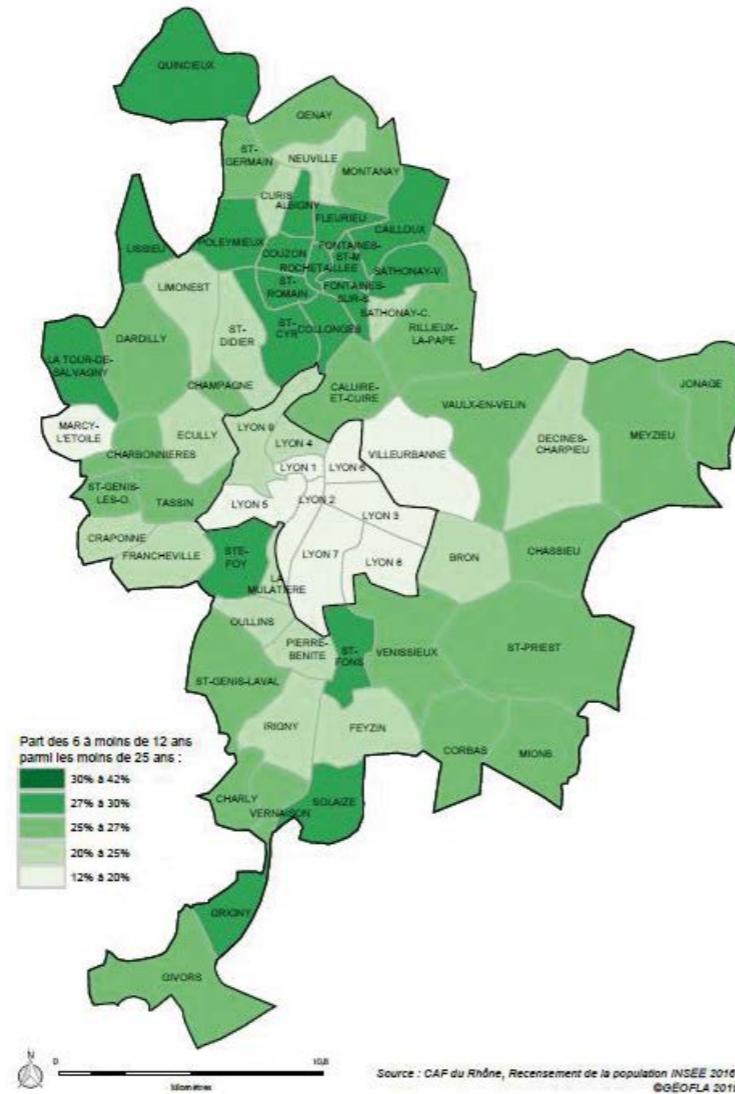 QUINCIEUX
GENAY
ST-
GERMAIN
NEUVILLE
MONTANAY
CURIS
ALBIGNY
FLEURIEU
CAILLOUX
LISSIEU
POLEYMIEUX
COUZON
FONTAINES-
ST-M
ROCHETAILLEE
SATHONAY-V.
ST-
ROMAIN
FONTAINES-
SUR-S.
LIMONEST
SATHONAY-C.
DARDILLY
ST-
DIDIER
ST-
CYR
COLLONGES
RILLIEUX-
LA-PAPE
LA TOUR-DE-
SALVAGNY
CHAMPAGNE
CALUIRE-
ET-CUIRE
VAULX-EN-VELIN
JONAGE
MARCY-
L'ETOILE
ECULLY
LYON 9
LYON 4
VILLEURBANNE
DECINES-
CHARPIEU
MEYZIEU
CHARBONNIERES
LYON 1
LYON 6
ST-GENIS-
LES-O.
TASSIN
LYON 5
LYON 2
LYON 3
CRAPONNE
FRANCHEVILLE
STE-
FOY
LYON 7
LYON 8
BRON
CHASSIEU
LA
MULATIERE
OULLINS
PIERRE-
BENITE
ST-
FONS
VENISSIEUX
ST-PRIEST
ST-GENIS-LAVAL
IRIGNY
FEYZIN
CORBAS
MIONS
CHARLY
VERNAISON
SOLAIZE
GRIGNY
GIVORS
Part des 6 à moins de 12 ans
parmi les moins de 25 ans :
30% à 42%
27% à 30%
25% à 27%
20% à 25%
12% à 20%
N
0
10,8
kilomètres
Source : CAF du Rhône, Recensement de la population INSEE 2016
©GEOFLA 2019